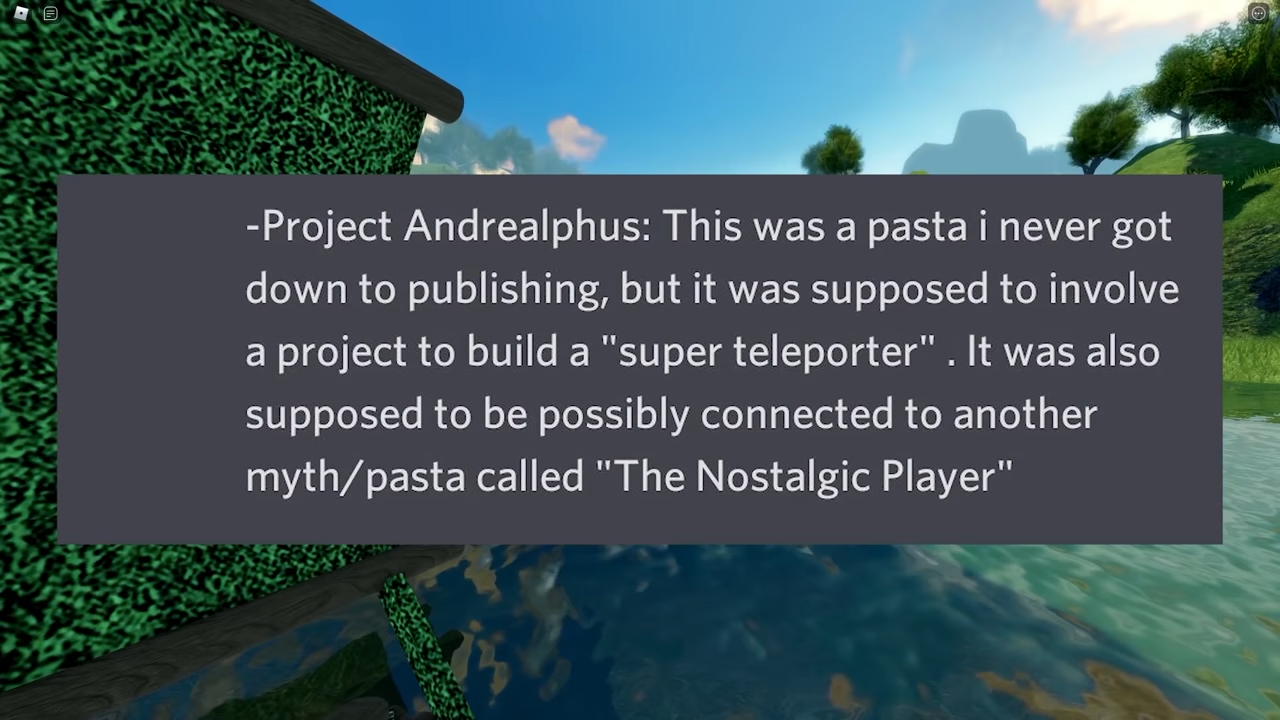 -Project Andrealphus: This was a pasta i never got
down to publishing, but it was supposed to involve
a project to build a "super teleporter" . It was also
supposed to be possibly connected to another
myth/pasta called "The Nostalgic Player"